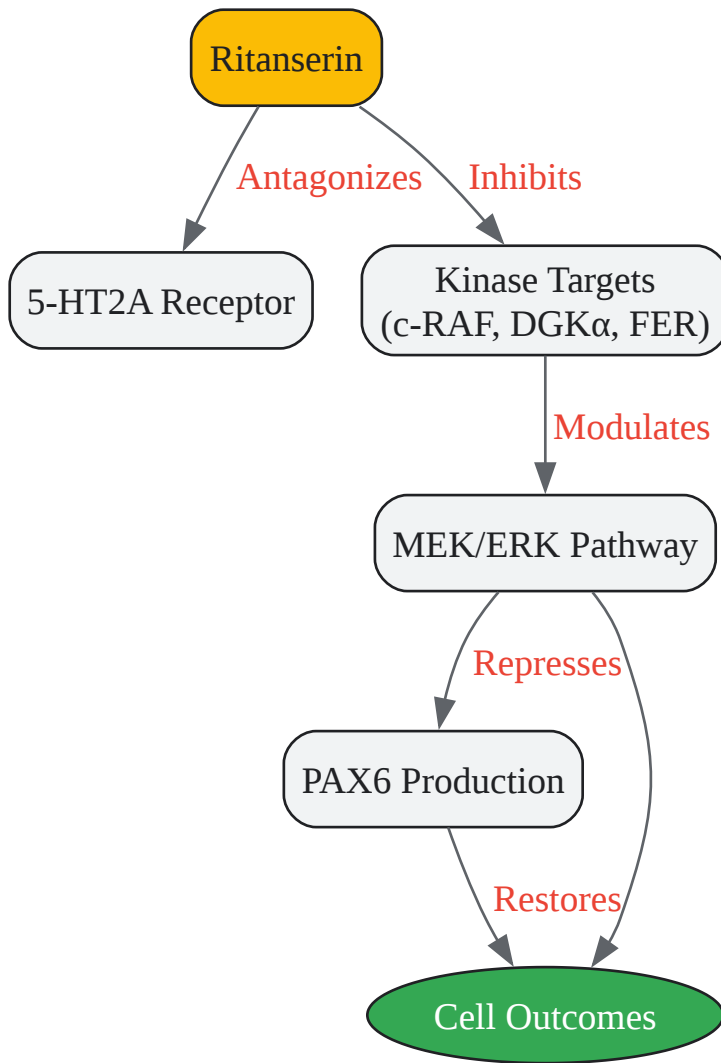 Ritanserin
Antagonizes
Inhibits
5-HT2A Receptor
Kinase Targets
(c-RAF, DGKα, FER)
Modulates
MEK/ERK Pathway
Represses
PAX6 Production
Restores
Cell Outcomes